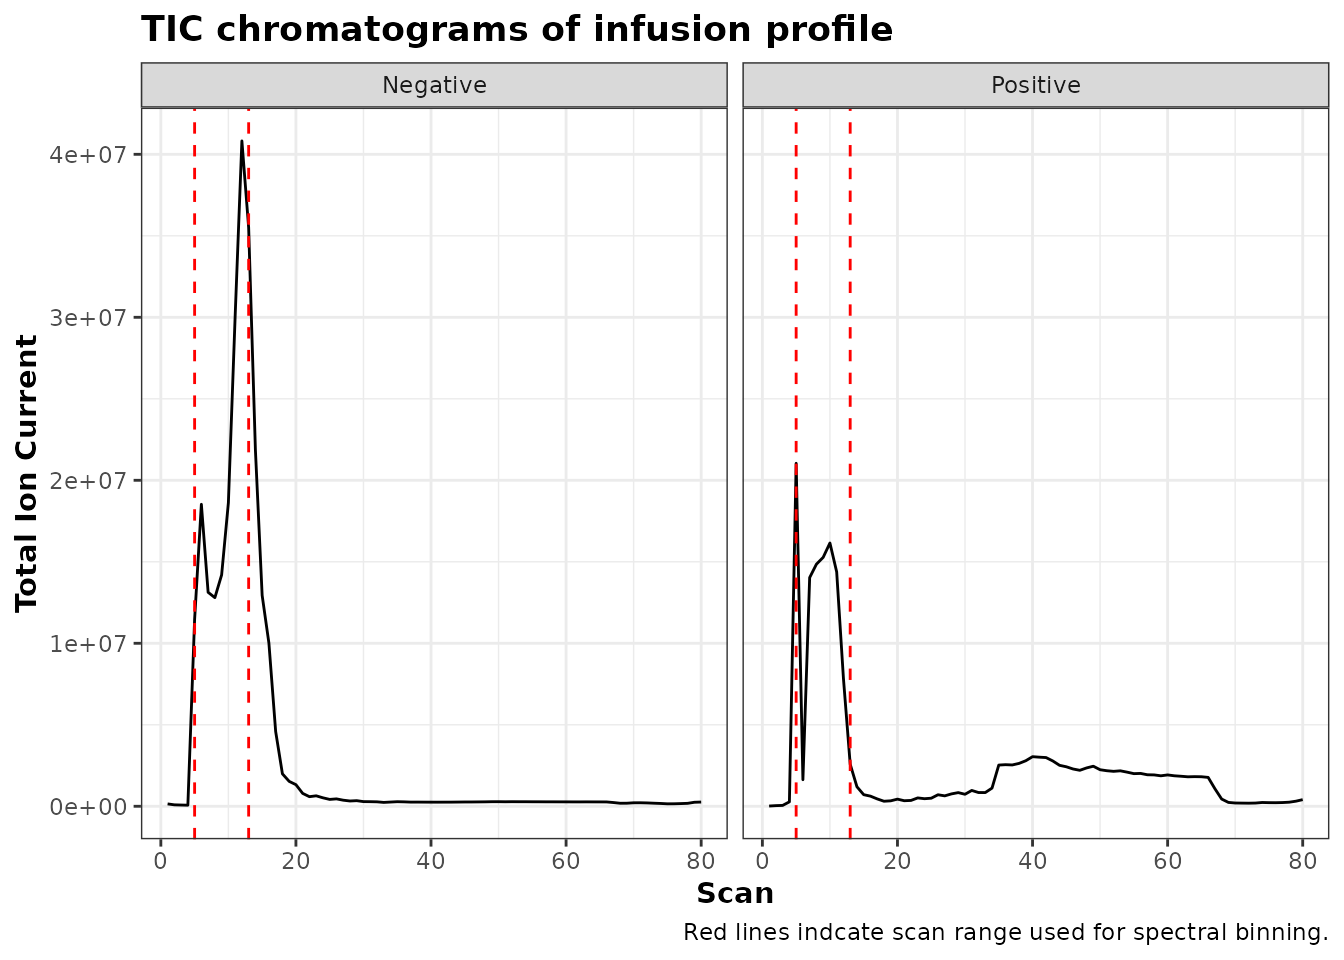 TIC chromatograms of infusion profile
Negative
Positive
Total Ion Current
4e+07
3e+07
2e+07
1e+07
0e+00
0 20 40 60 80
0 20 40 60 80
Scan
Red lines indcate scan range used for spectral binning.